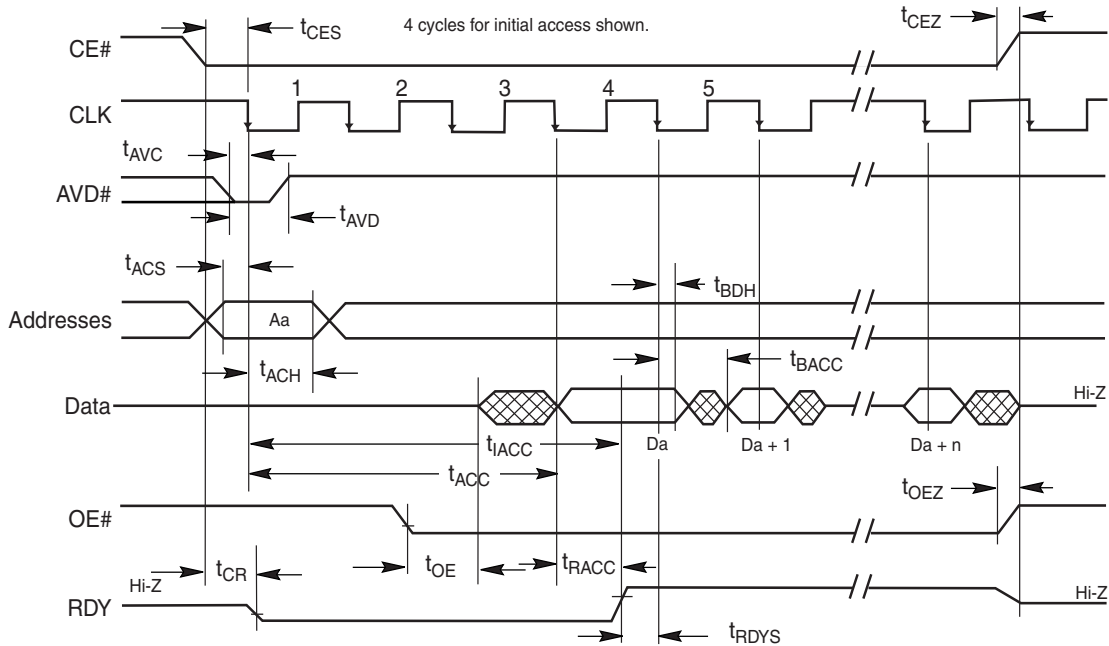 4 cycles for initial access shown.
tCES
tCEZ
CE#
1 2 3 4 5
CLK
tAVC
AVD#
tAVD
tACS
tBDH
Addresses
Aa
tACH
tBACC
Data
Hi-Z
tIACC
Da
Da + 1
Da + n
tACC
tOEZ
OE#
tCR
tOE
tRACC
Hi-Z
Hi-Z
RDY
tRDYS